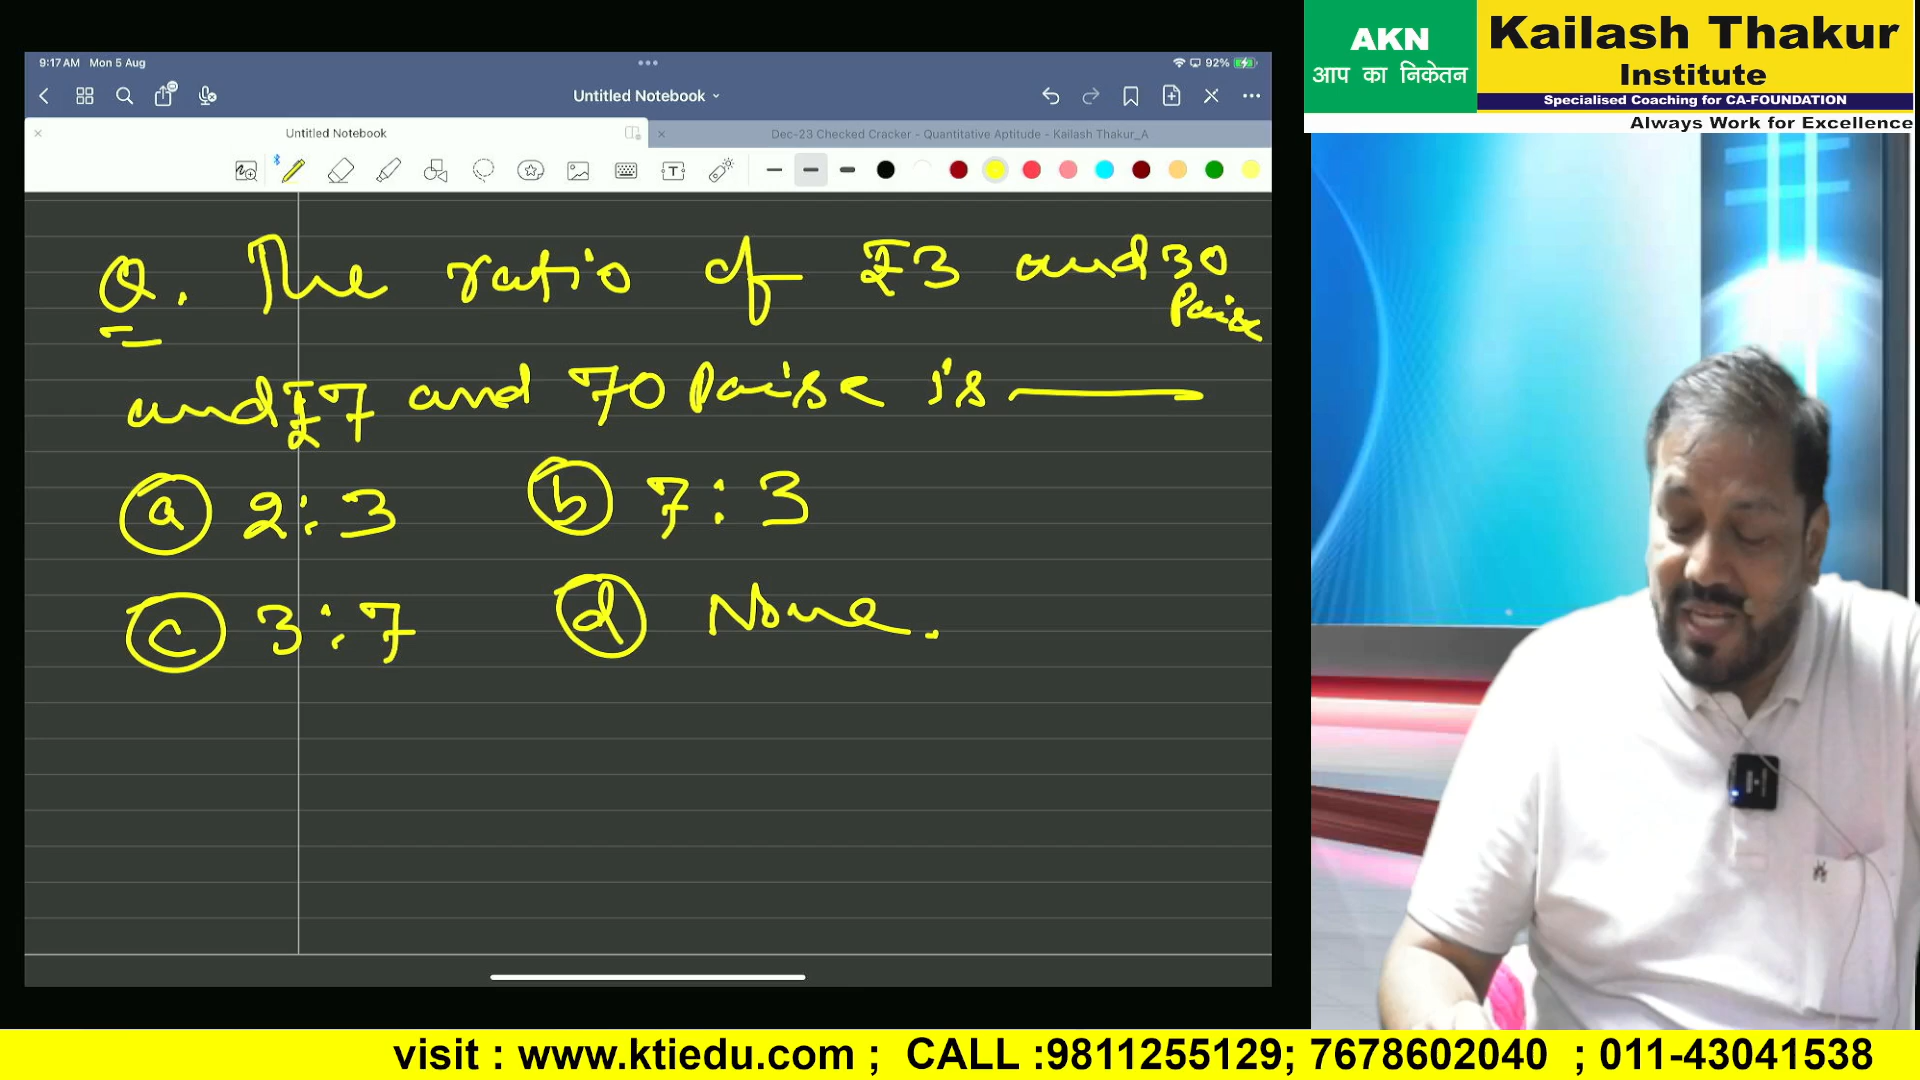 AKN
आप का निकेतन
Kailash Thakur
Institute
Specialised Coaching for CA-FOUNDATION
Always Work for Excellence
9:17 AM Mon 5 Aug
92%
Untitled Notebook
Untitled Notebook
Dec-23 Checked Cracker - Quantitative Aptitude - Kailash Thakur_A
Q. The ratio of ₹3 and 30
Paise
and ₹7 and 70 Paise is
(a) 2:3 (b) 7:3
(c) 3:7 (d) None.
visit : www.ktiedu.com ; CALL :9811255129; 7678602040 ; 011-43041538